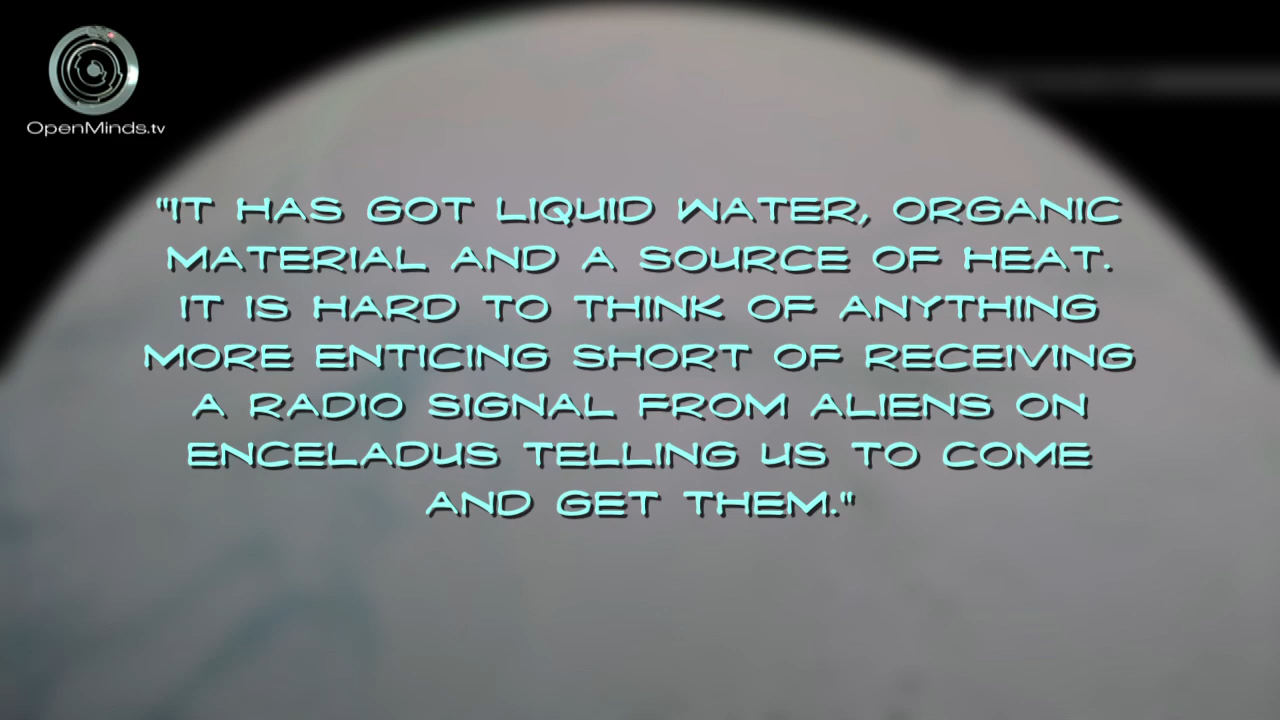 OpenMinds.tv
"IT HAS GOT LIQUID WATER, ORGANIC
MATERIAL AND A SOURCE OF HEAT.
IT IS HARD TO THINK OF ANYTHING
MORE ENTICING SHORT OF RECEIVING
A RADIO SIGNAL FROM ALIENS ON
ENCELADUS TELLING US TO COME
AND GET THEM."